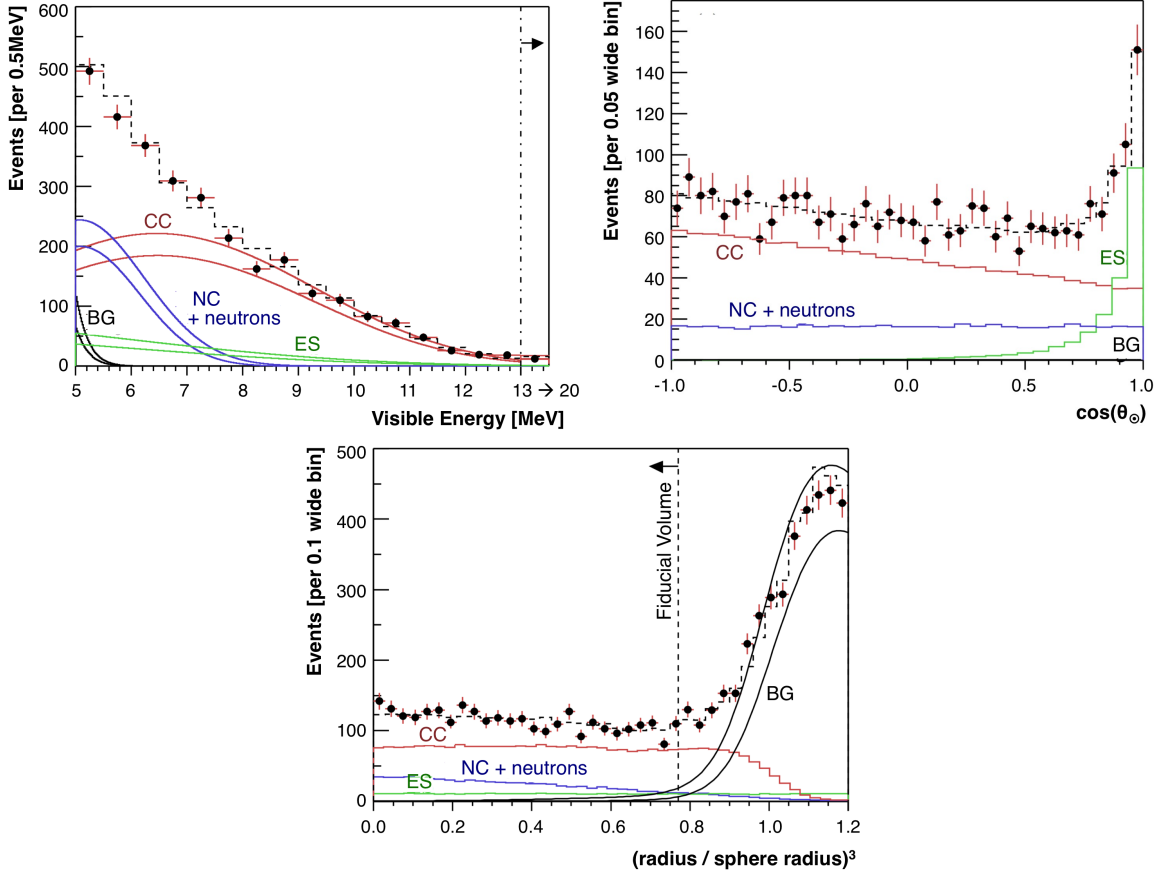 Events [per 0.5MeV]
600
500
400
300
200
100
0
CC
NC
+ neutrons
BG
ES
5 6 7 8 9 10 11 12 13 → 20
Visible Energy [MeV]
Events [per 0.05 wide bin]
160
140
120
100
80
60
40
20
0
CC
ES
NC + neutrons
BG
-1.0 -0.5 0.0 0.5 1.0
cos(θ☉)
Events [per 0.1 wide bin]
500
400
300
200
100
0
Fiducial Volume
BG
CC
NC + neutrons
ES
0.0 0.2 0.4 0.6 0.8 1.0 1.2
(radius / sphere radius)³